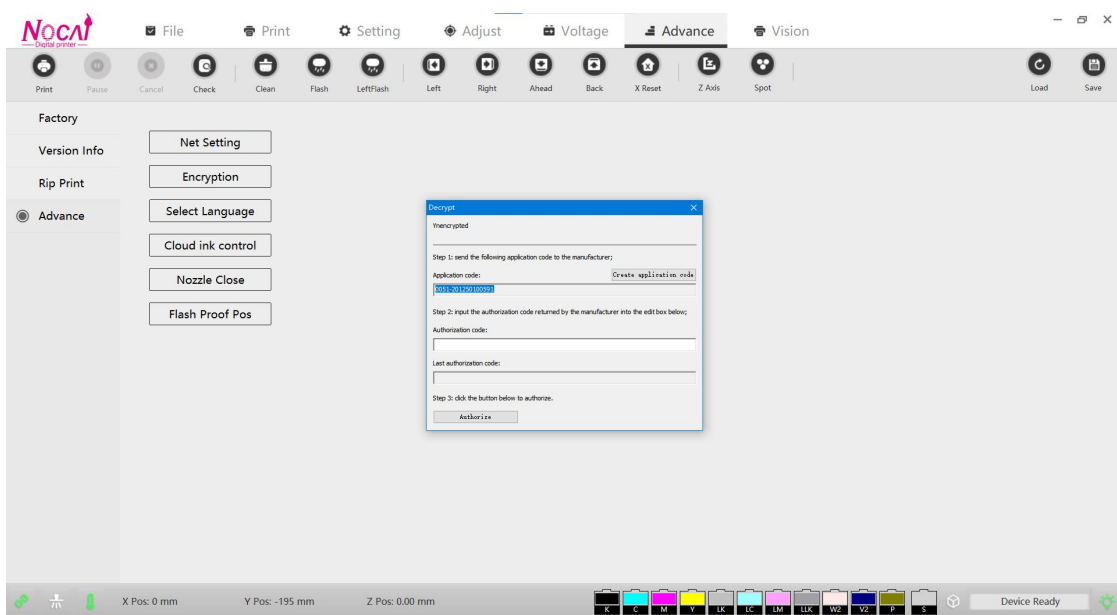 NOCAI
Digital printer
File
Print
Setting
Adjust
Voltage
Advance
Vision
Print
Pause
Cancel
Check
Clean
Flash
LeftFlash
Left
Right
Ahead
Back
X Reset
Z Axis
Spot
Load
Save
Factory
Version Info
Rip Print
Advance
Net Setting
Encryption
Select Language
Cloud ink control
Nozzle Close
Flash Proof Pos
Decrypt
Ynencrypted
Step 1: send the following application code to the manufacturer;
Application code:
Create application code
0051-201250100591
Step 2: input the authorization code returned by the manufacturer into the edit box below;
Authorization code:
Last authorization code:
Step 3: click the button below to authorize.
Authorize
X Pos: 0 mm
Y Pos: -195 mm
Z Pos: 0.00 mm
K
C
M
Y
LK
LC
LM
LLK
W2
V2
P
S
Device Ready